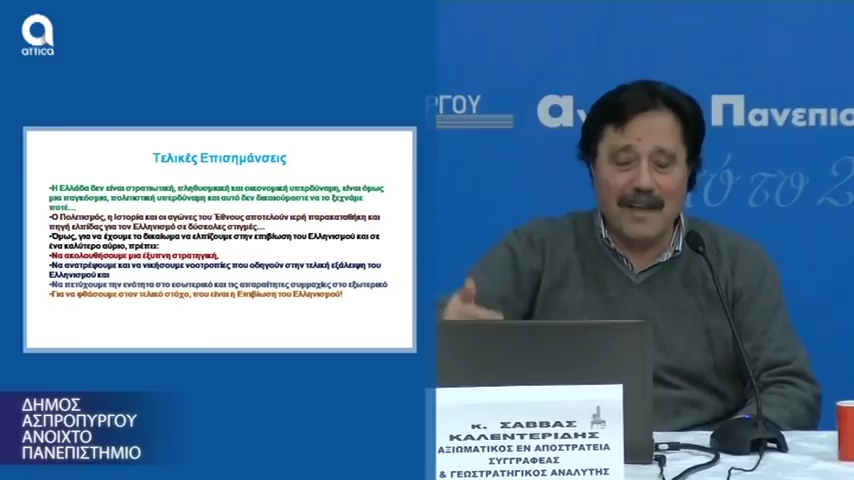 attica
ΡΓΟΥ
Πανεπισ
ύ το 2
Τελικές Επισημάνσεις
•Η Ελλάδα δεν είναι στρατιωτική, πληθυσμιακή και οικονομική υπερδύναμη, είναι όμως
μια παγκόσμια, πολιτιστική υπερδύναμη και αυτό δεν δικαιούμαστε να το ξεχνάμε
ποτέ…
•Ο Πολιτισμός, η Ιστορία και οι αγώνες του Έθνους αποτελούν ιερή παρακαταθήκη και
πηγή ελπίδας για τον Ελληνισμό σε δύσκολες στιγμές…
•Όμως, για να έχουμε το δικαίωμα να ελπίζουμε στην επιβίωση του Ελληνισμού και σε
ένα καλύτερο αύριο, πρέπει:
•Να ακολουθήσουμε μια έξυπνη στρατηγική,
•Να ανατρέψουμε και να νικήσουμε νοοτροπίες που οδηγούν στην τελική εξάλειψη του
Ελληνισμού και
•Να πετύχουμε την ενότητα στο εσωτερικό και τις απαραίτητες συμμαχίες στο εξωτερικό
•Για να φθάσουμε στον τελικό στόχο, που είναι η Επιβίωση του Ελληνισμού!
ΔΗΜΟΣ
ΑΣΠΡΟΠΥΡΓΟΥ
ΑΝΟΙΧΤΟ
ΠΑΝΕΠΙΣΤΗΜΙΟ
κ. ΣΑΒΒΑΣ
ΚΑΛΕΝΤΕΡΙΔΗΣ
ΑΞΙΩΜΑΤΙΚΟΣ ΕΝ ΑΠΟΣΤΡΑΤΕΙΑ
ΣΥΓΓΡΑΦΕΑΣ
& ΓΕΩΣΤΡΑΤΗΓΙΚΟΣ ΑΝΑΛΥΤΗΣ